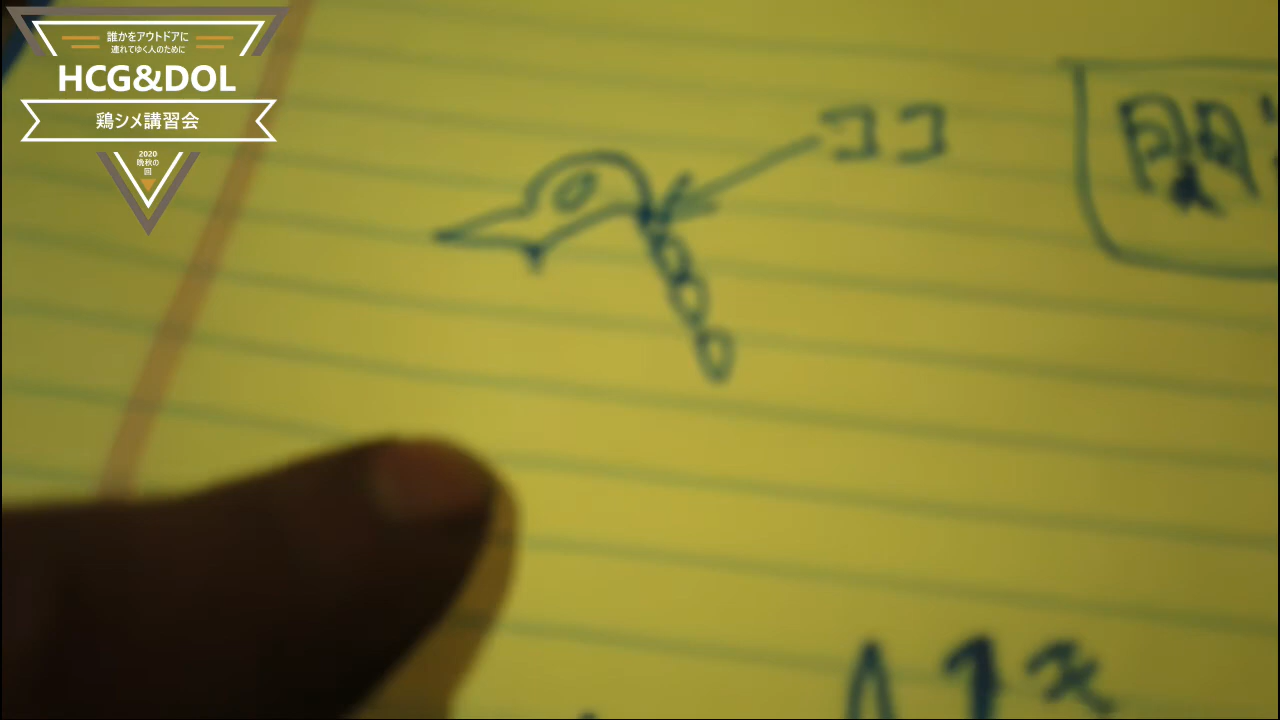 誰かをアウトドアに
連れてゆく人のために
HCG&DOL
鶏シメ講習会
2020
晩秋の
回
ココ